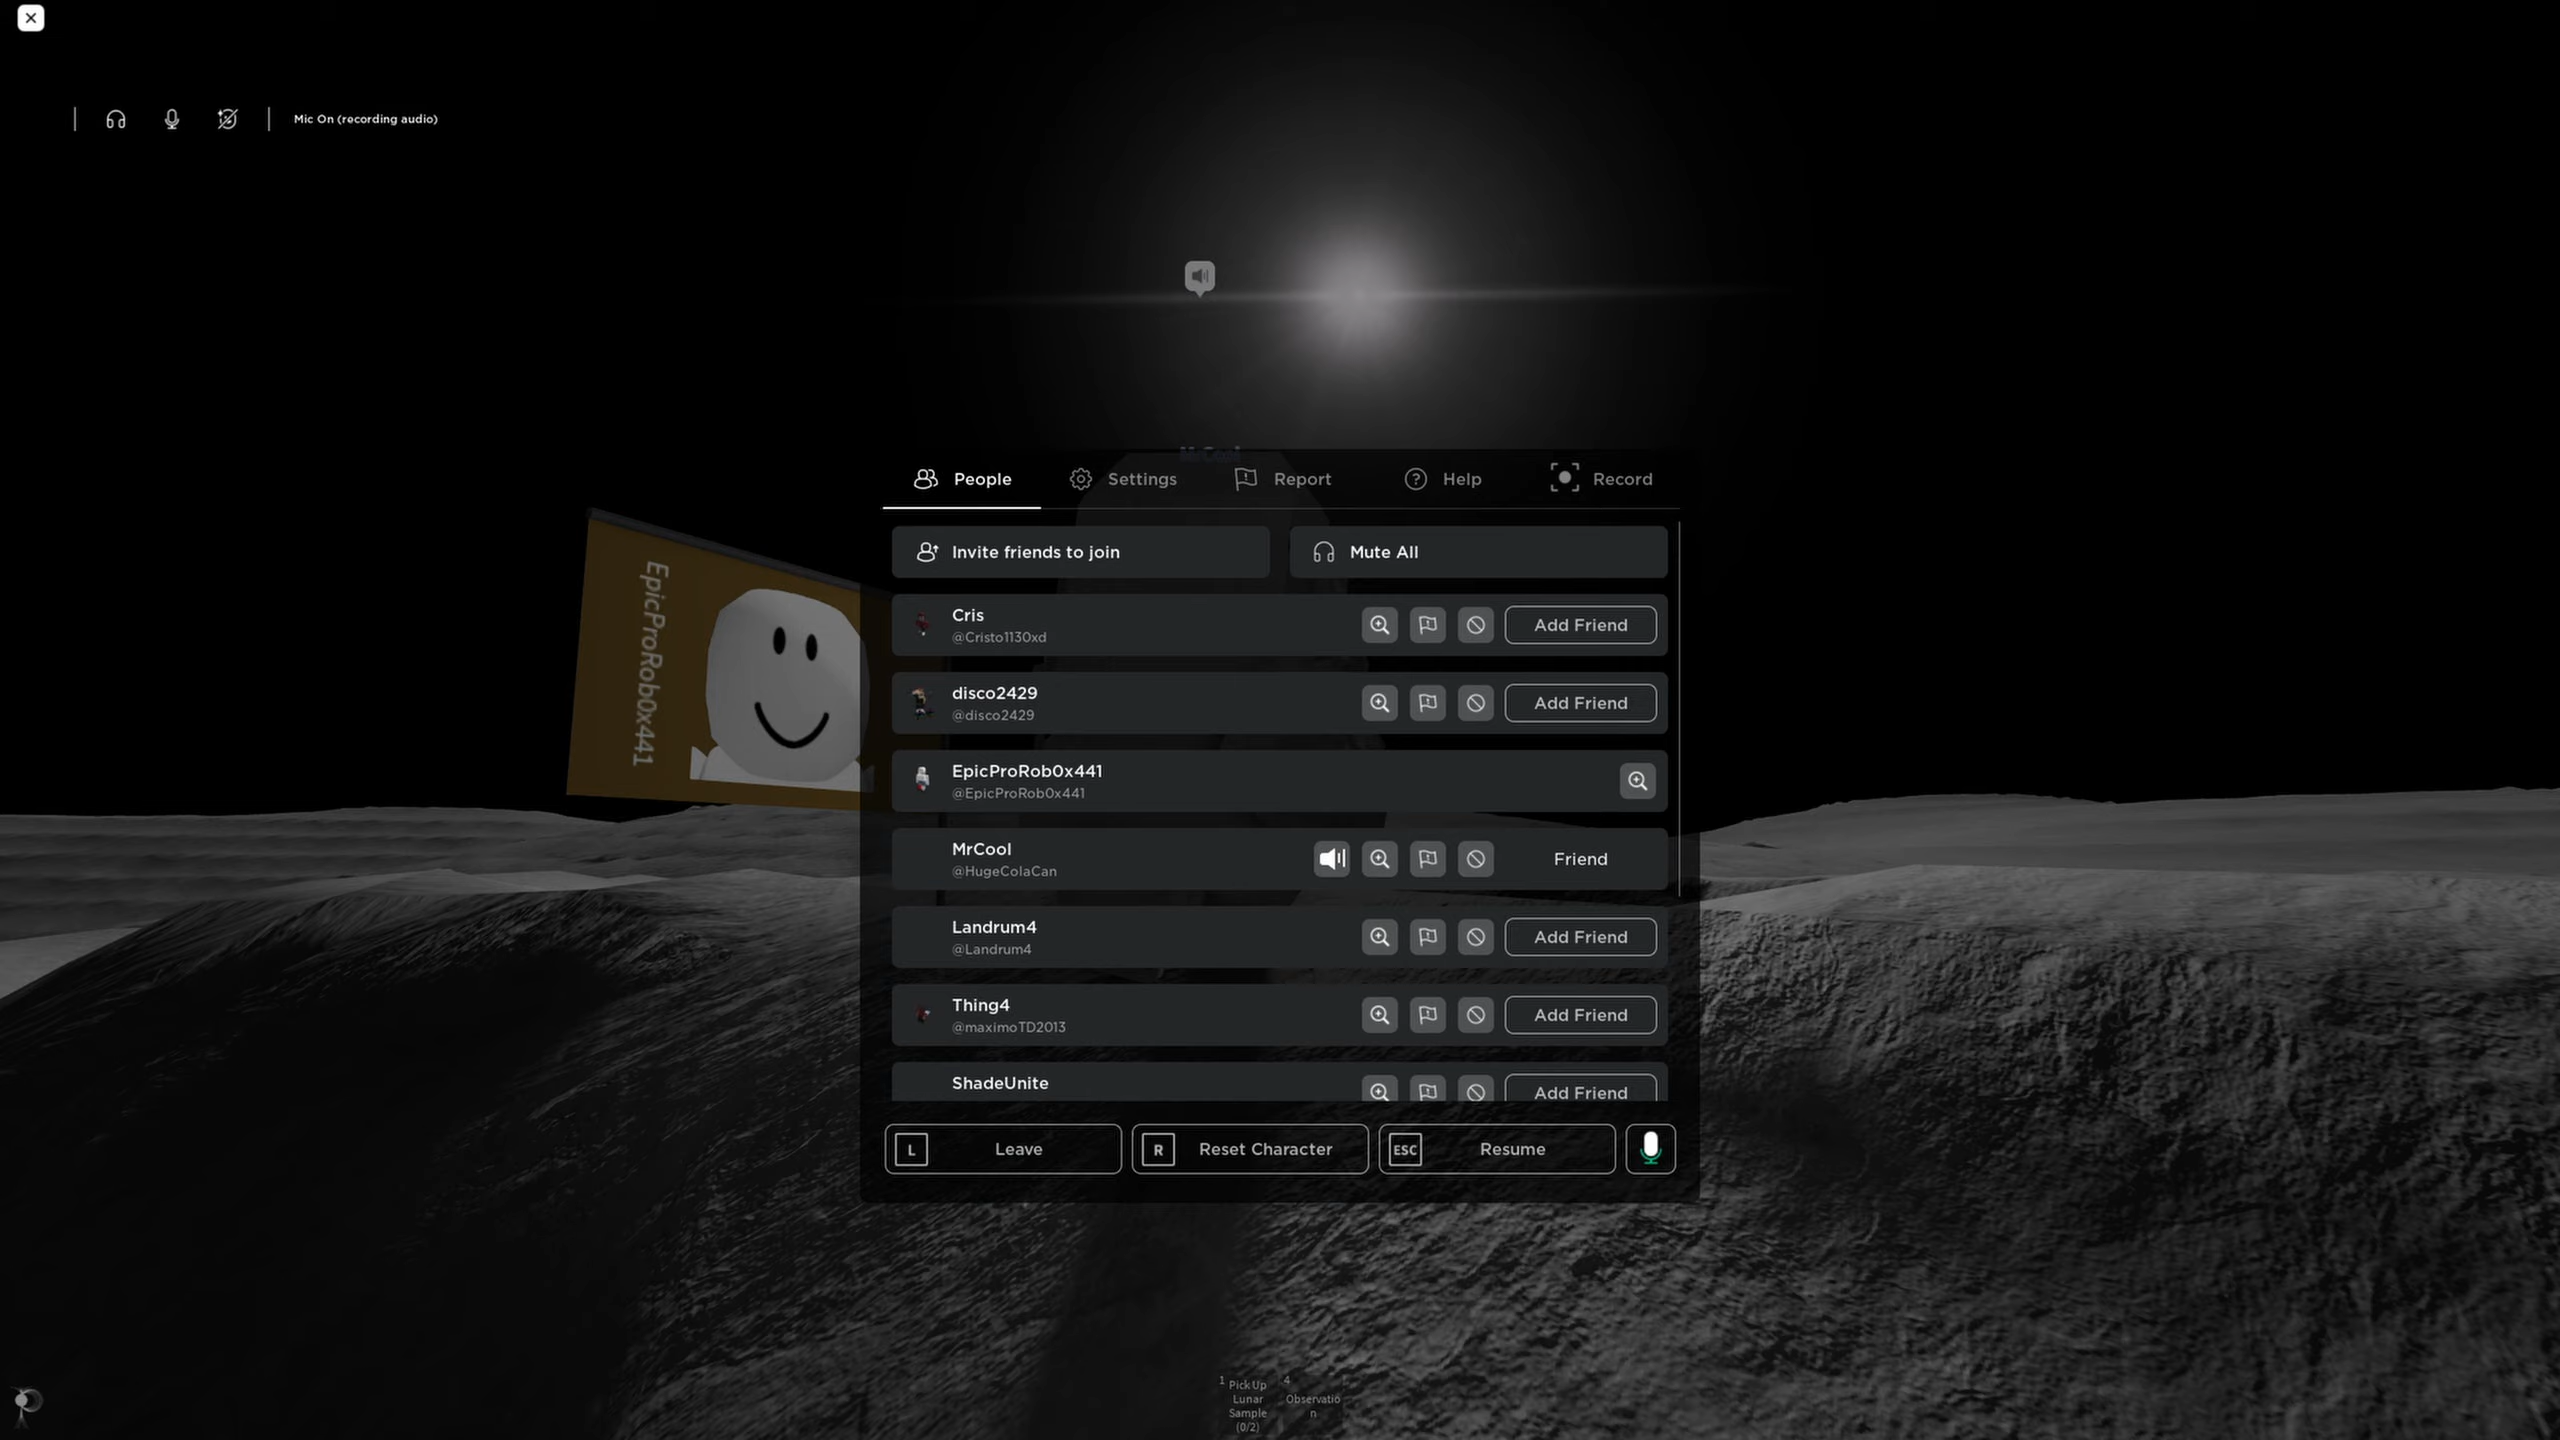 Mic On (recording audio)
MrCool
People
Settings
Report
Help
Record
Invite friends to join
Mute All
EpicProRob0x441
Cris
@Cristo1130xd
Add Friend
disco2429
@disco2429
Add Friend
EpicProRob0x441
@EpicProRob0x441
MrCool
@HugeColaCan
Friend
Landrum4
@Landrum4
Add Friend
Thing4
@maximoTD2013
Add Friend
ShadeUnite
Add Friend
L
Leave
R
Reset Character
ESC
Resume
1
Pick Up
Lunar
Sample
(0/2)
4
Observatio
n